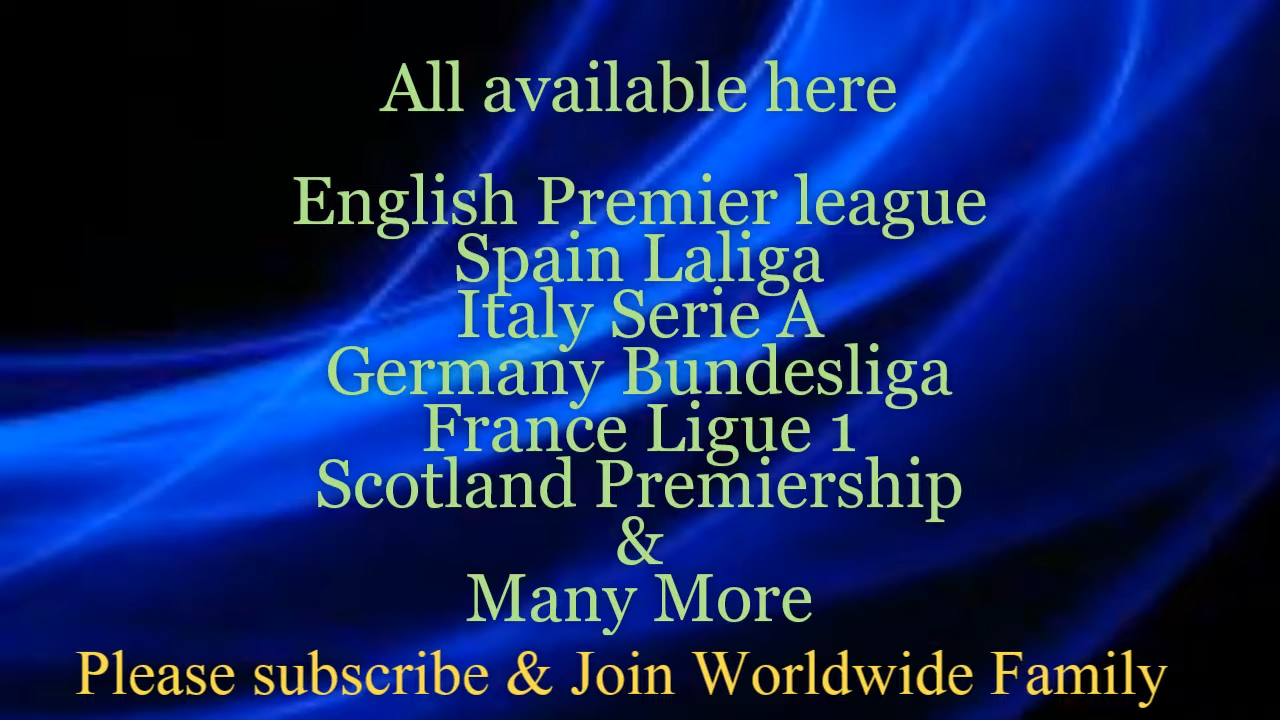 All available here
English Premier league
Spain Laliga
Italy Serie A
Germany Bundesliga
France Ligue 1
Scotland Premiership
&
Many More
Please subscribe & Join Worldwide Family